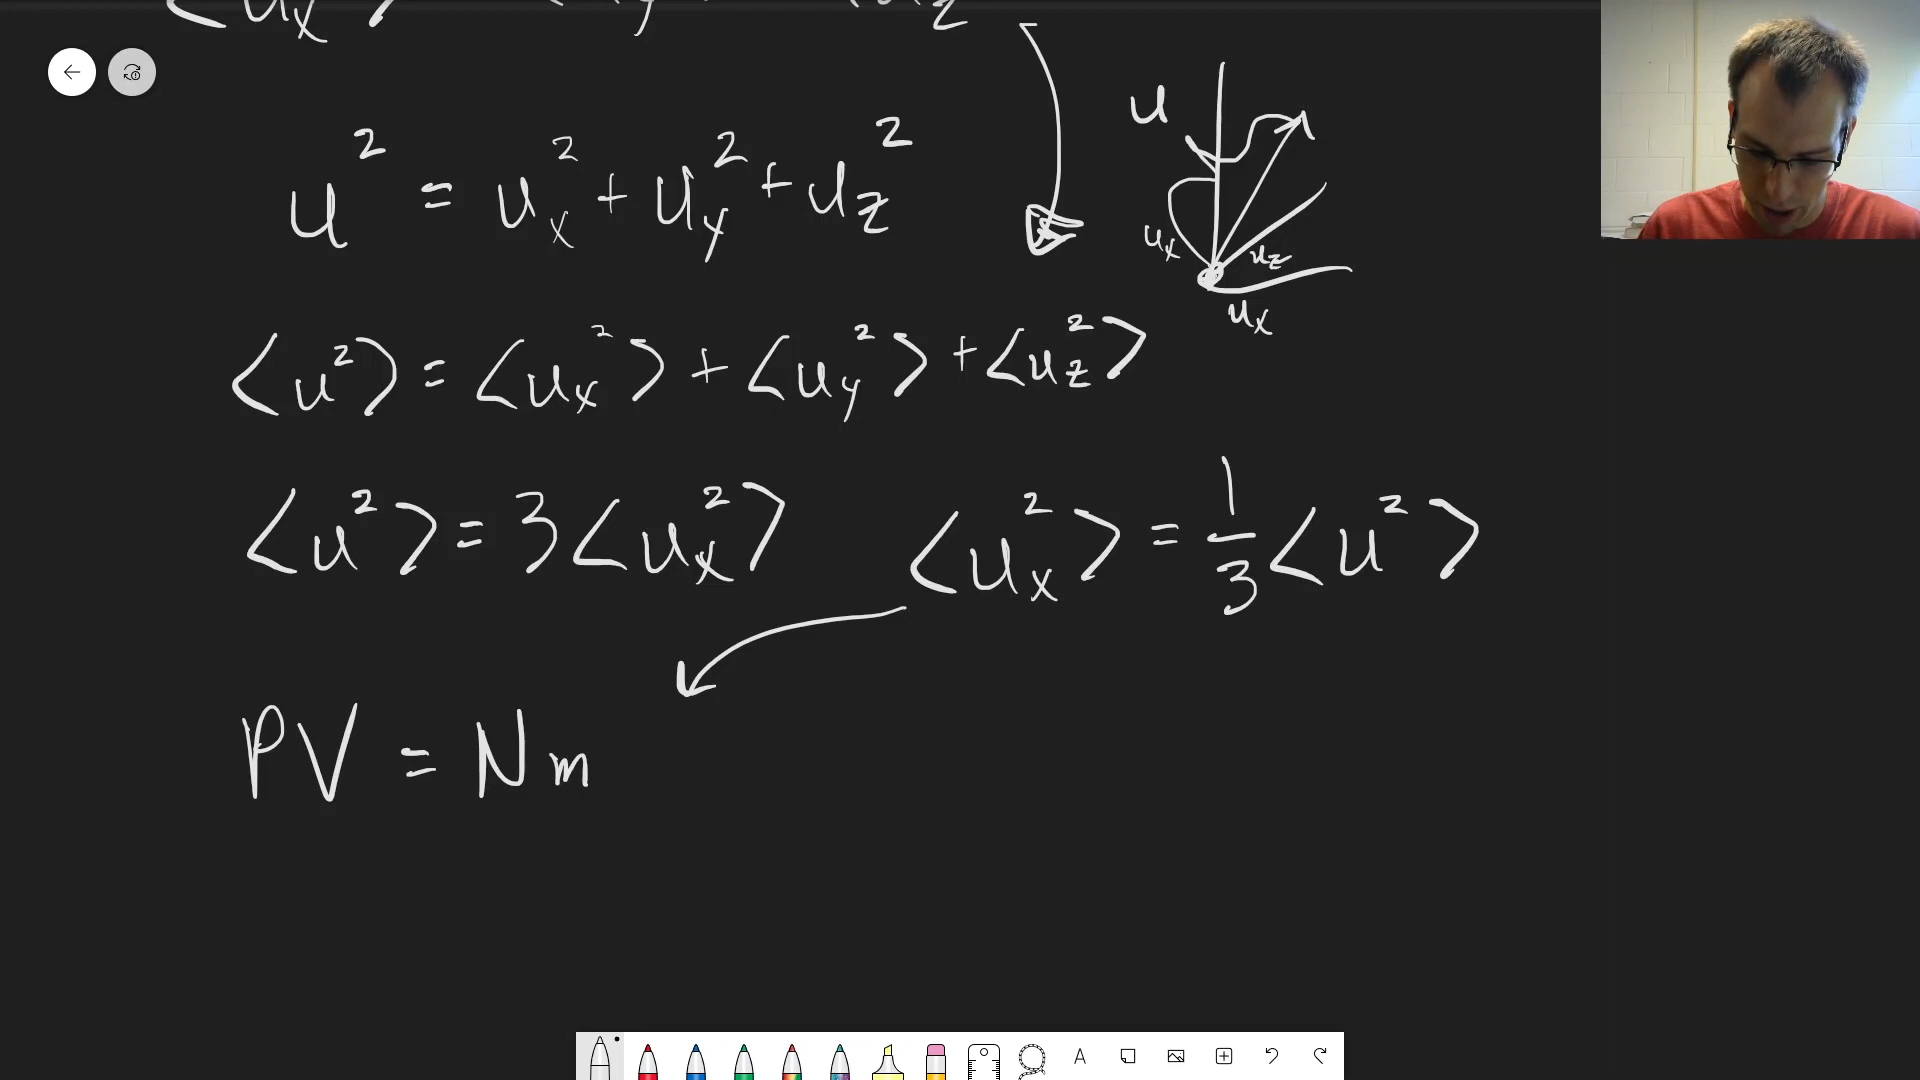 u² = uₓ² + u_y² + u_z²
u
uₓ
u_z
uₓ
⟨u²⟩ = ⟨uₓ²⟩ + ⟨u_y²⟩ + ⟨u_z²⟩
⟨u²⟩ = 3⟨uₓ²⟩ ⟨uₓ²⟩ = 1/3 ⟨u²⟩
PV = Nm
A